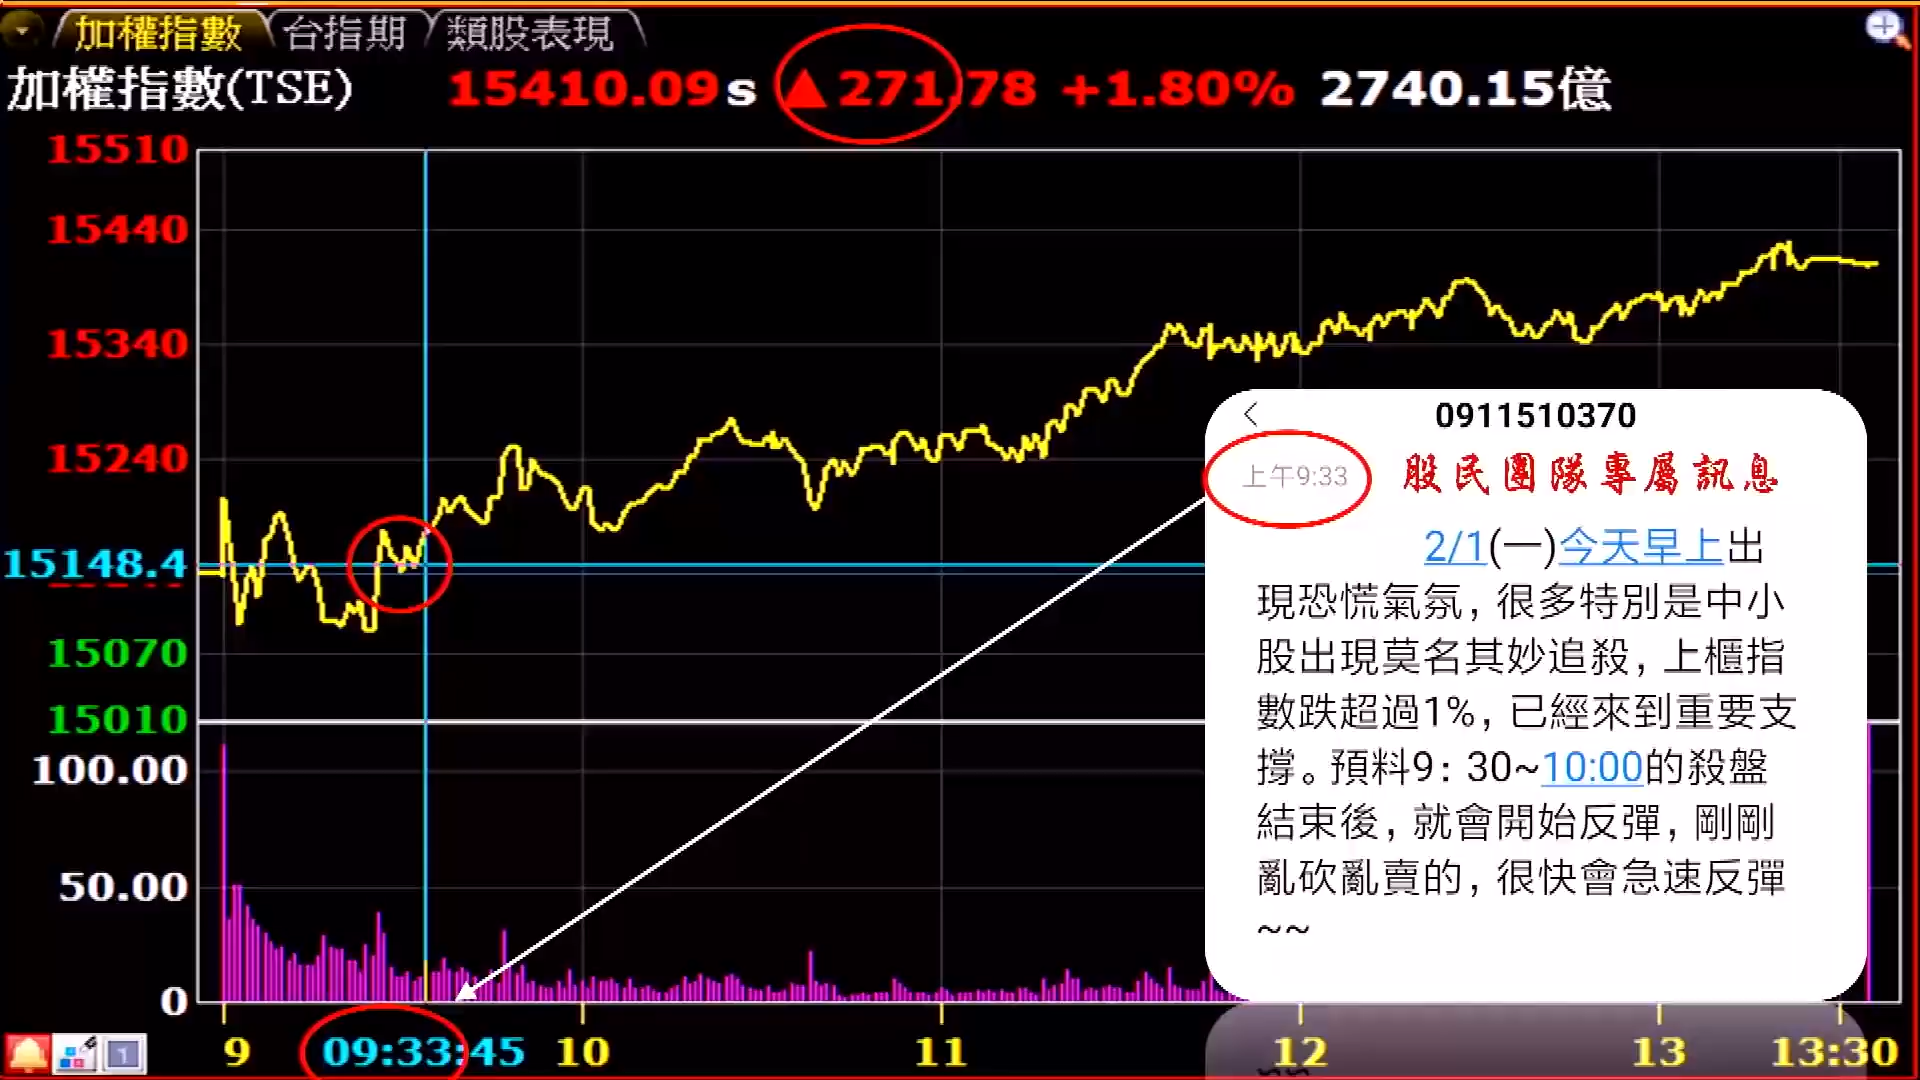 加權指數 台指期 類股表現
加權指數(TSE) 15410.09s ▲271.78 +1.80% 2740.15億
15510
15440
15340
15240
15148.4
15070
15010
100.00
50.00
0
0911510370
上午9:33 股民團隊專屬訊息
2/1(一)今天早上出
現恐慌氣氛, 很多特別是中小
股出現莫名其妙追殺, 上櫃指
數跌超過1%, 已經來到重要支
撐。預料9: 30~10:00的殺盤
結束後, 就會開始反彈, 剛剛
亂砍亂賣的, 很快會急速反彈
~~
1 9 09:33:45 10 11 12 13 13:30